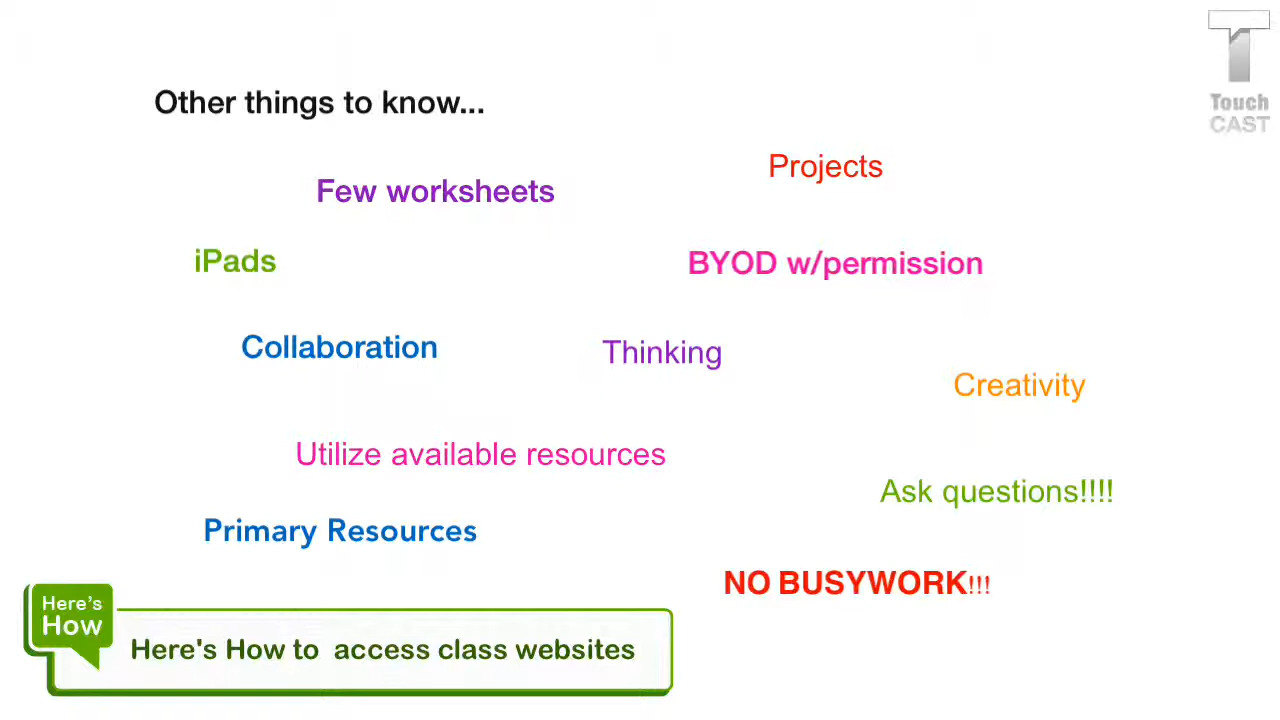 Touch
CAST
Other things to know...
Projects
Few worksheets
iPads
BYOD w/permission
Collaboration
Thinking
Creativity
Utilize available resources
Ask questions!!!!
Primary Resources
NO BUSYWORK!!!
Here's
How
Here's How to  access class websites